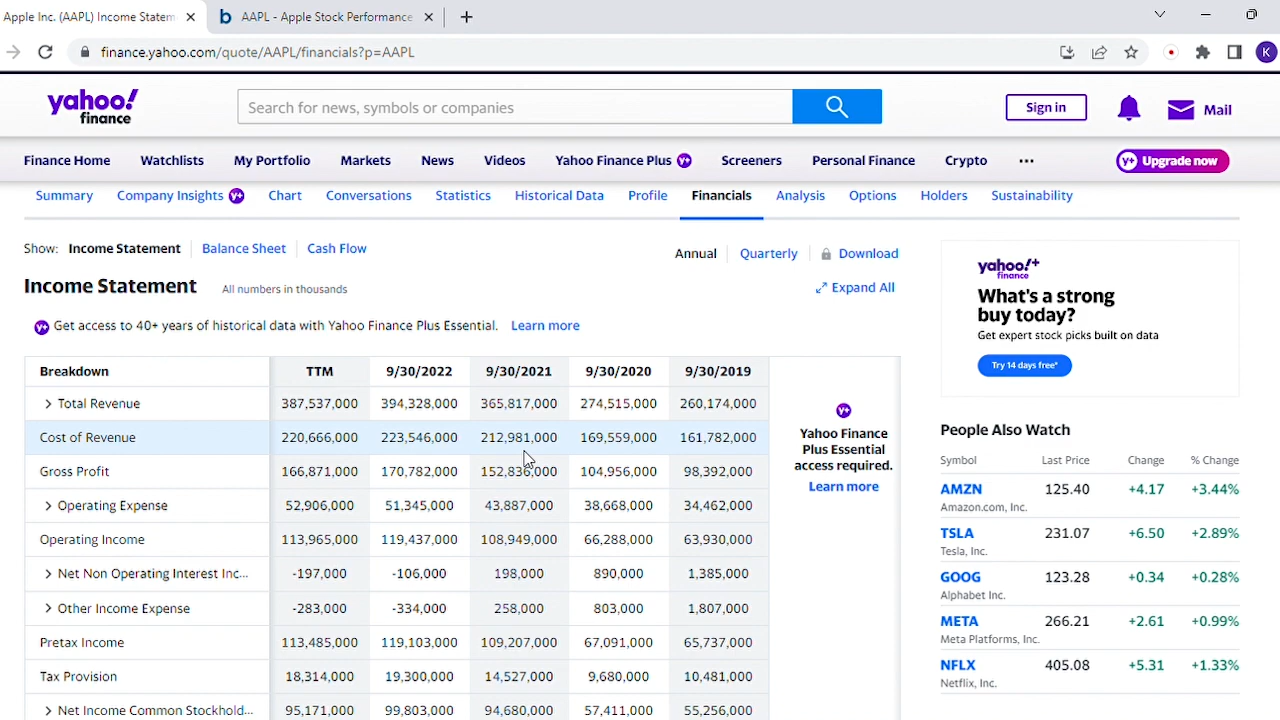 Apple Inc. (AAPL) Income Statem
AAPL - Apple Stock Performance
finance.yahoo.com/quote/AAPL/financials?p=AAPL
K
yahoo!
finance
Search for news, symbols or companies
Sign in
Mail
Finance Home Watchlists My Portfolio Markets News Videos Yahoo Finance Plus y+ Screeners Personal Finance Crypto ... y+ Upgrade now
Summary Company Insights y+ Chart Conversations Statistics Historical Data Profile Financials Analysis Options Holders Sustainability
Show: Income Statement Balance Sheet Cash Flow
Annual Quarterly Download
Income Statement All numbers in thousands
Expand All
y+ Get access to 40+ years of historical data with Yahoo Finance Plus Essential. Learn more
Breakdown TTM 9/30/2022 9/30/2021 9/30/2020 9/30/2019
Total Revenue 387,537,000 394,328,000 365,817,000 274,515,000 260,174,000
Cost of Revenue 220,666,000 223,546,000 212,981,000 169,559,000 161,782,000
Gross Profit 166,871,000 170,782,000 152,836,000 104,956,000 98,392,000
Operating Expense 52,906,000 51,345,000 43,887,000 38,668,000 34,462,000
Operating Income 113,965,000 119,437,000 108,949,000 66,288,000 63,930,000
Net Non Operating Interest Inc... -197,000 -106,000 198,000 890,000 1,385,000
Other Income Expense -283,000 -334,000 258,000 803,000 1,807,000
Pretax Income 113,485,000 119,103,000 109,207,000 67,091,000 65,737,000
Tax Provision 18,314,000 19,300,000 14,527,000 9,680,000 10,481,000
Net Income Common Stockhold... 95,171,000 99,803,000 94,680,000 57,411,000 55,256,000
y+
Yahoo Finance
Plus Essential
access required.
Learn more
yahoo!+
finance
What's a strong
buy today?
Get expert stock picks built on data
Try 14 days free*
People Also Watch
Symbol Last Price Change % Change
AMZN 125.40 +4.17 +3.44%
Amazon.com, Inc.
TSLA 231.07 +6.50 +2.89%
Tesla, Inc.
GOOG 123.28 +0.34 +0.28%
Alphabet Inc.
META 266.21 +2.61 +0.99%
Meta Platforms, Inc.
NFLX 405.08 +5.31 +1.33%
Netflix, Inc.